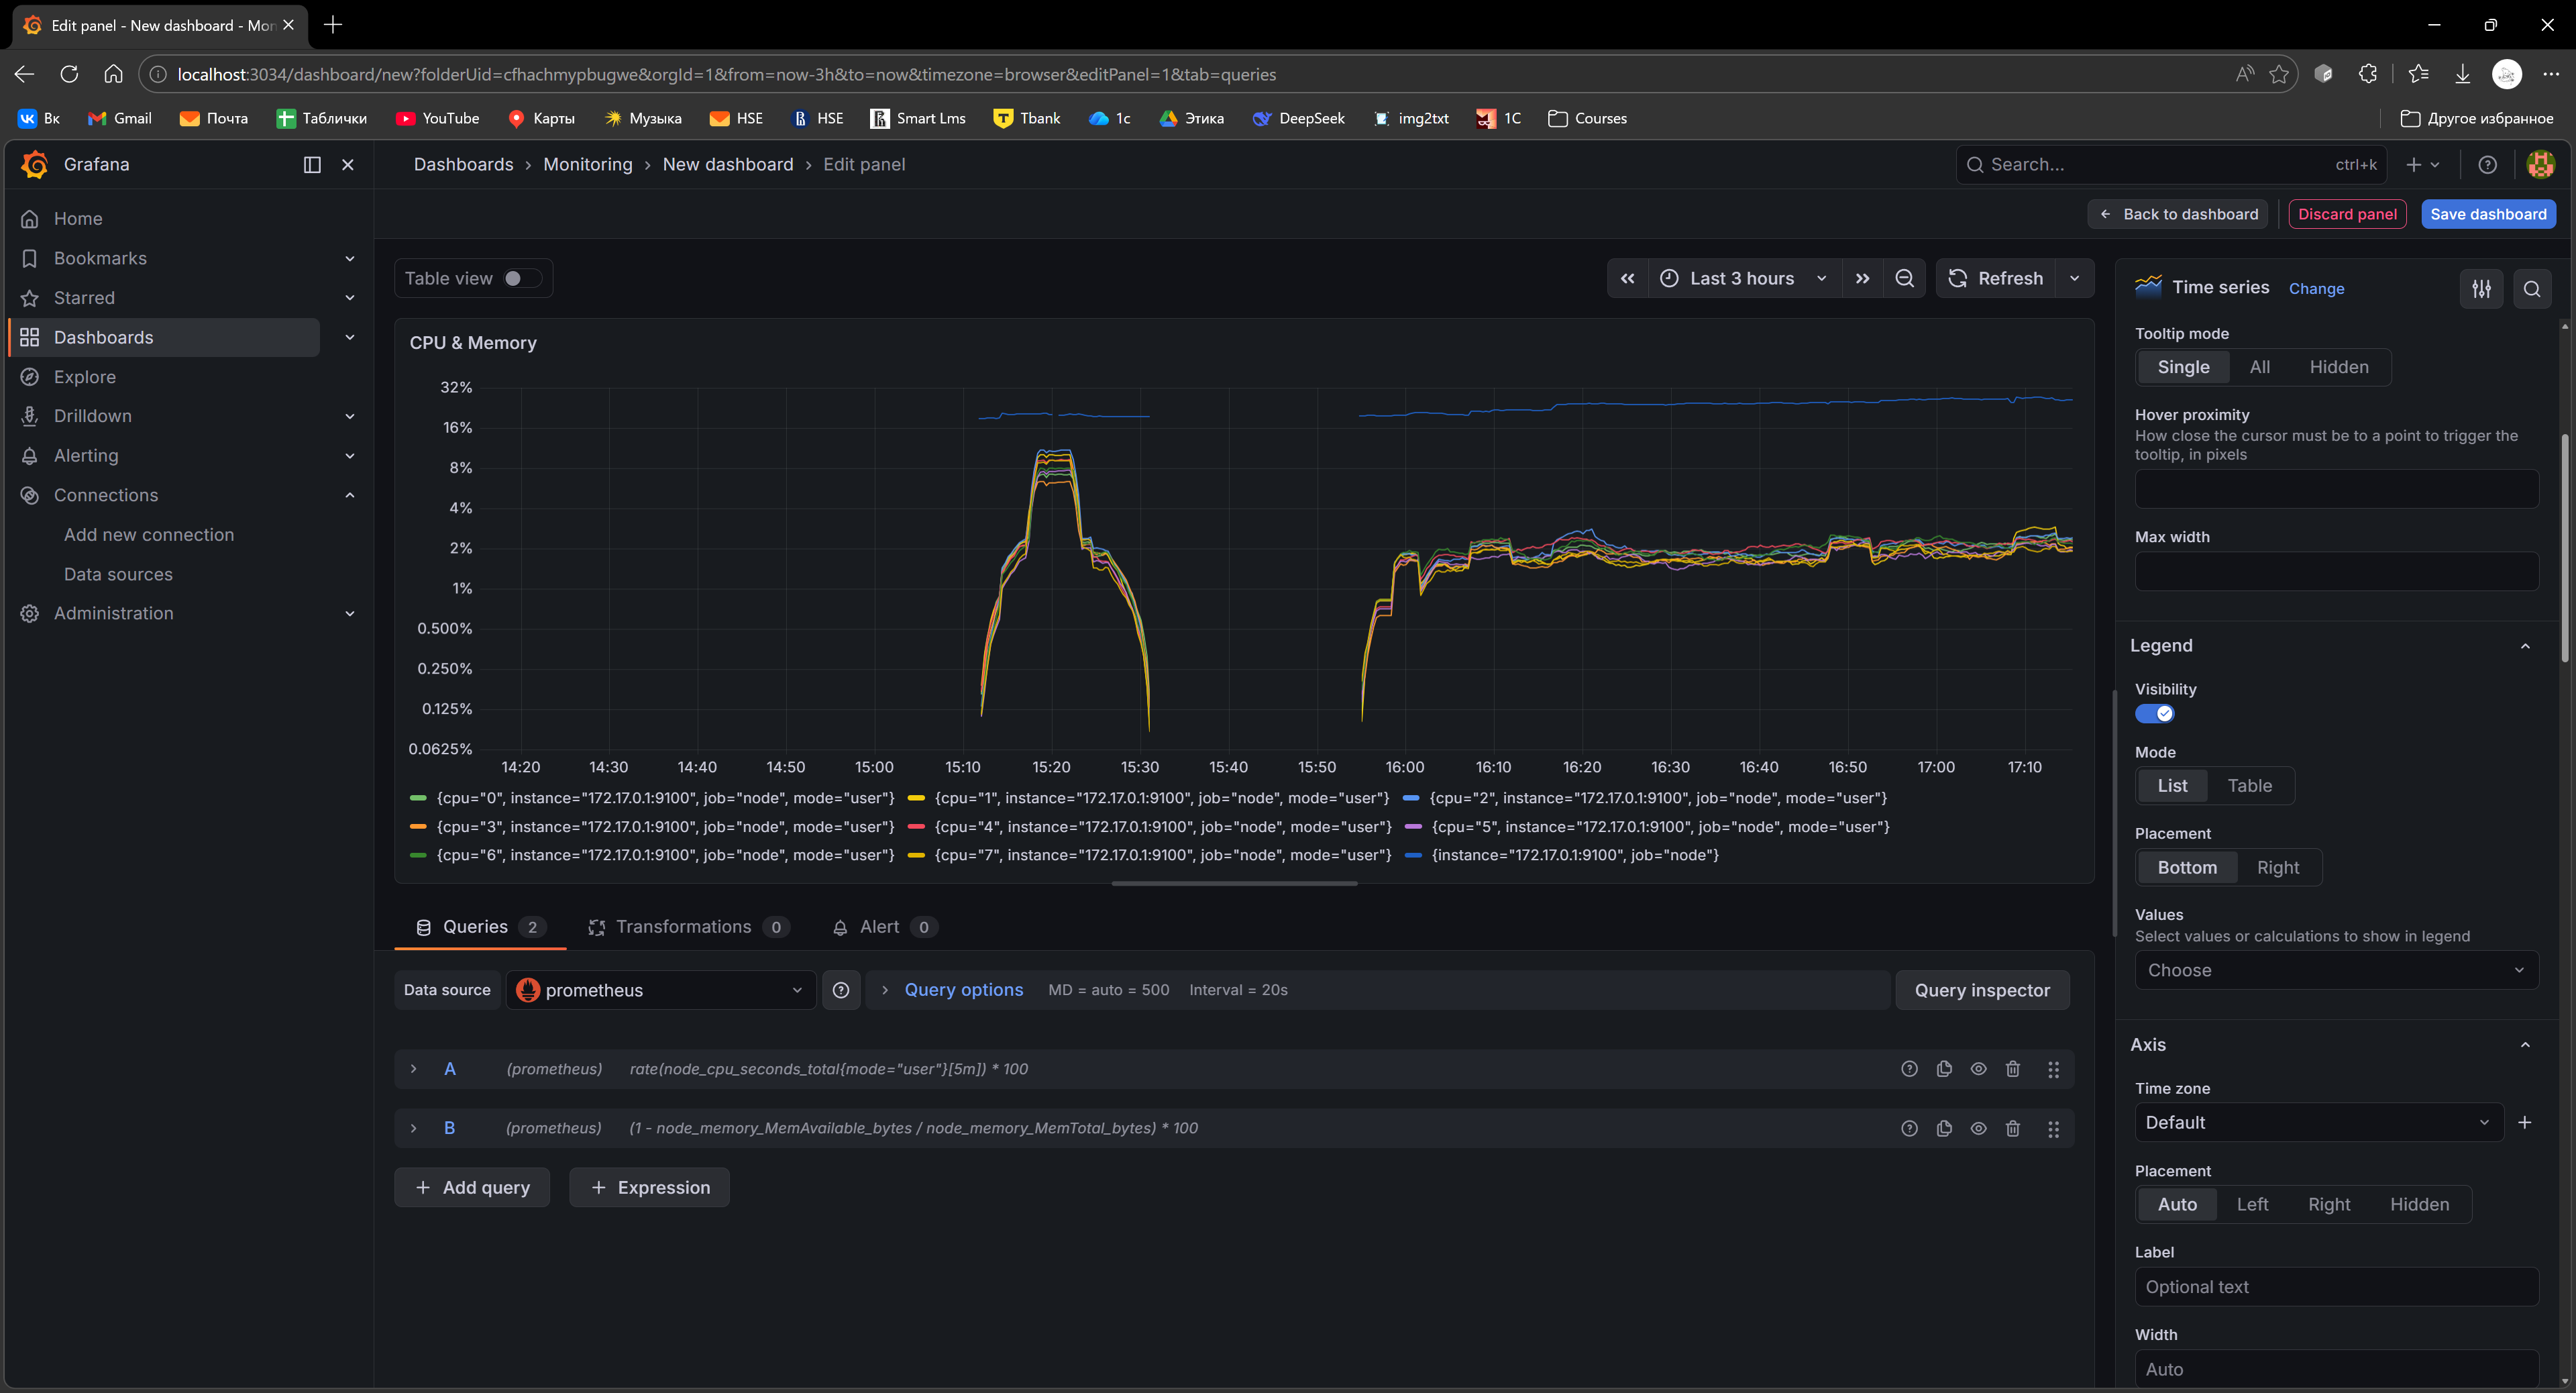 Edit panel - New dashboard - Mon
localhost:3034/dashboard/new?folderUid=cfhachmypbugwe&orgId=1&from=now-3h&to=now&timezone=browser&editPanel=1&tab=queries
Вк Gmail Почта Таблички YouTube Карты Музыка HSE HSE Smart Lms Tbank 1c Этика DeepSeek img2txt 1C Courses Другое избранное
Grafana
Dashboards › Monitoring › New dashboard › Edit panel
Search... ctrl+k
Back to dashboard Discard panel Save dashboard
Home
Bookmarks
Starred
Dashboards
Explore
Drilldown
Alerting
Connections
Add new connection
Data sources
Administration
Table view
Last 3 hours
Refresh
CPU & Memory
32%
16%
8%
4%
2%
1%
0.500%
0.250%
0.125%
0.0625%
14:20 14:30 14:40 14:50 15:00 15:10 15:20 15:30 15:40 15:50 16:00 16:10 16:20 16:30 16:40 16:50 17:00 17:10
{cpu="0", instance="172.17.0.1:9100", job="node", mode="user"} {cpu="1", instance="172.17.0.1:9100", job="node", mode="user"} {cpu="2", instance="172.17.0.1:9100", job="node", mode="user"}
{cpu="3", instance="172.17.0.1:9100", job="node", mode="user"} {cpu="4", instance="172.17.0.1:9100", job="node", mode="user"} {cpu="5", instance="172.17.0.1:9100", job="node", mode="user"}
{cpu="6", instance="172.17.0.1:9100", job="node", mode="user"} {cpu="7", instance="172.17.0.1:9100", job="node", mode="user"} {instance="172.17.0.1:9100", job="node"}
Queries 2 Transformations 0 Alert 0
Data source prometheus Query options MD = auto = 500 Interval = 20s Query inspector
A (prometheus) rate(node_cpu_seconds_total{mode="user"}[5m]) * 100
B (prometheus) (1 - node_memory_MemAvailable_bytes / node_memory_MemTotal_bytes) * 100
+ Add query + Expression
Time series Change
Tooltip mode
Single All Hidden
Hover proximity
How close the cursor must be to a point to trigger the
tooltip, in pixels
Max width
Legend
Visibility
Mode
List Table
Placement
Bottom Right
Values
Select values or calculations to show in legend
Choose
Axis
Time zone
Default
Placement
Auto Left Right Hidden
Label
Optional text
Width
Auto